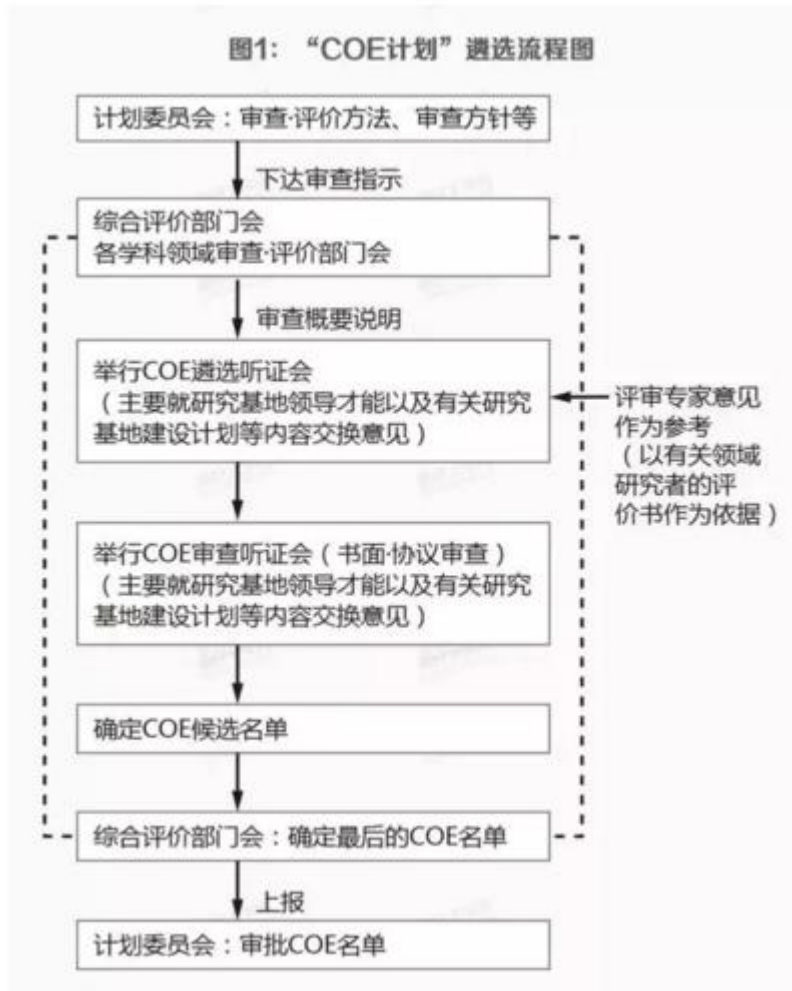 图1：“COE计划”遴选流程图
计划委员会：审查·评价方法、审查方针等
下达审查指示
综合评价部门会
各学科领域审查·评价部门会
审查概要说明
举行COE遴选听证会
（主要就研究基地领导才能以及有关研究
基地建设计划等内容交换意见）
评审专家意见
作为参考
（以有关领域
研究者的评
价书作为依据）
举行COE审查听证会（书面·协议审查）
（主要就研究基地领导才能以及有关研究
基地建设计划等内容交换意见）
确定COE候选名单
综合评价部门会：确定最后的COE名单
上报
计划委员会：审批COE名单